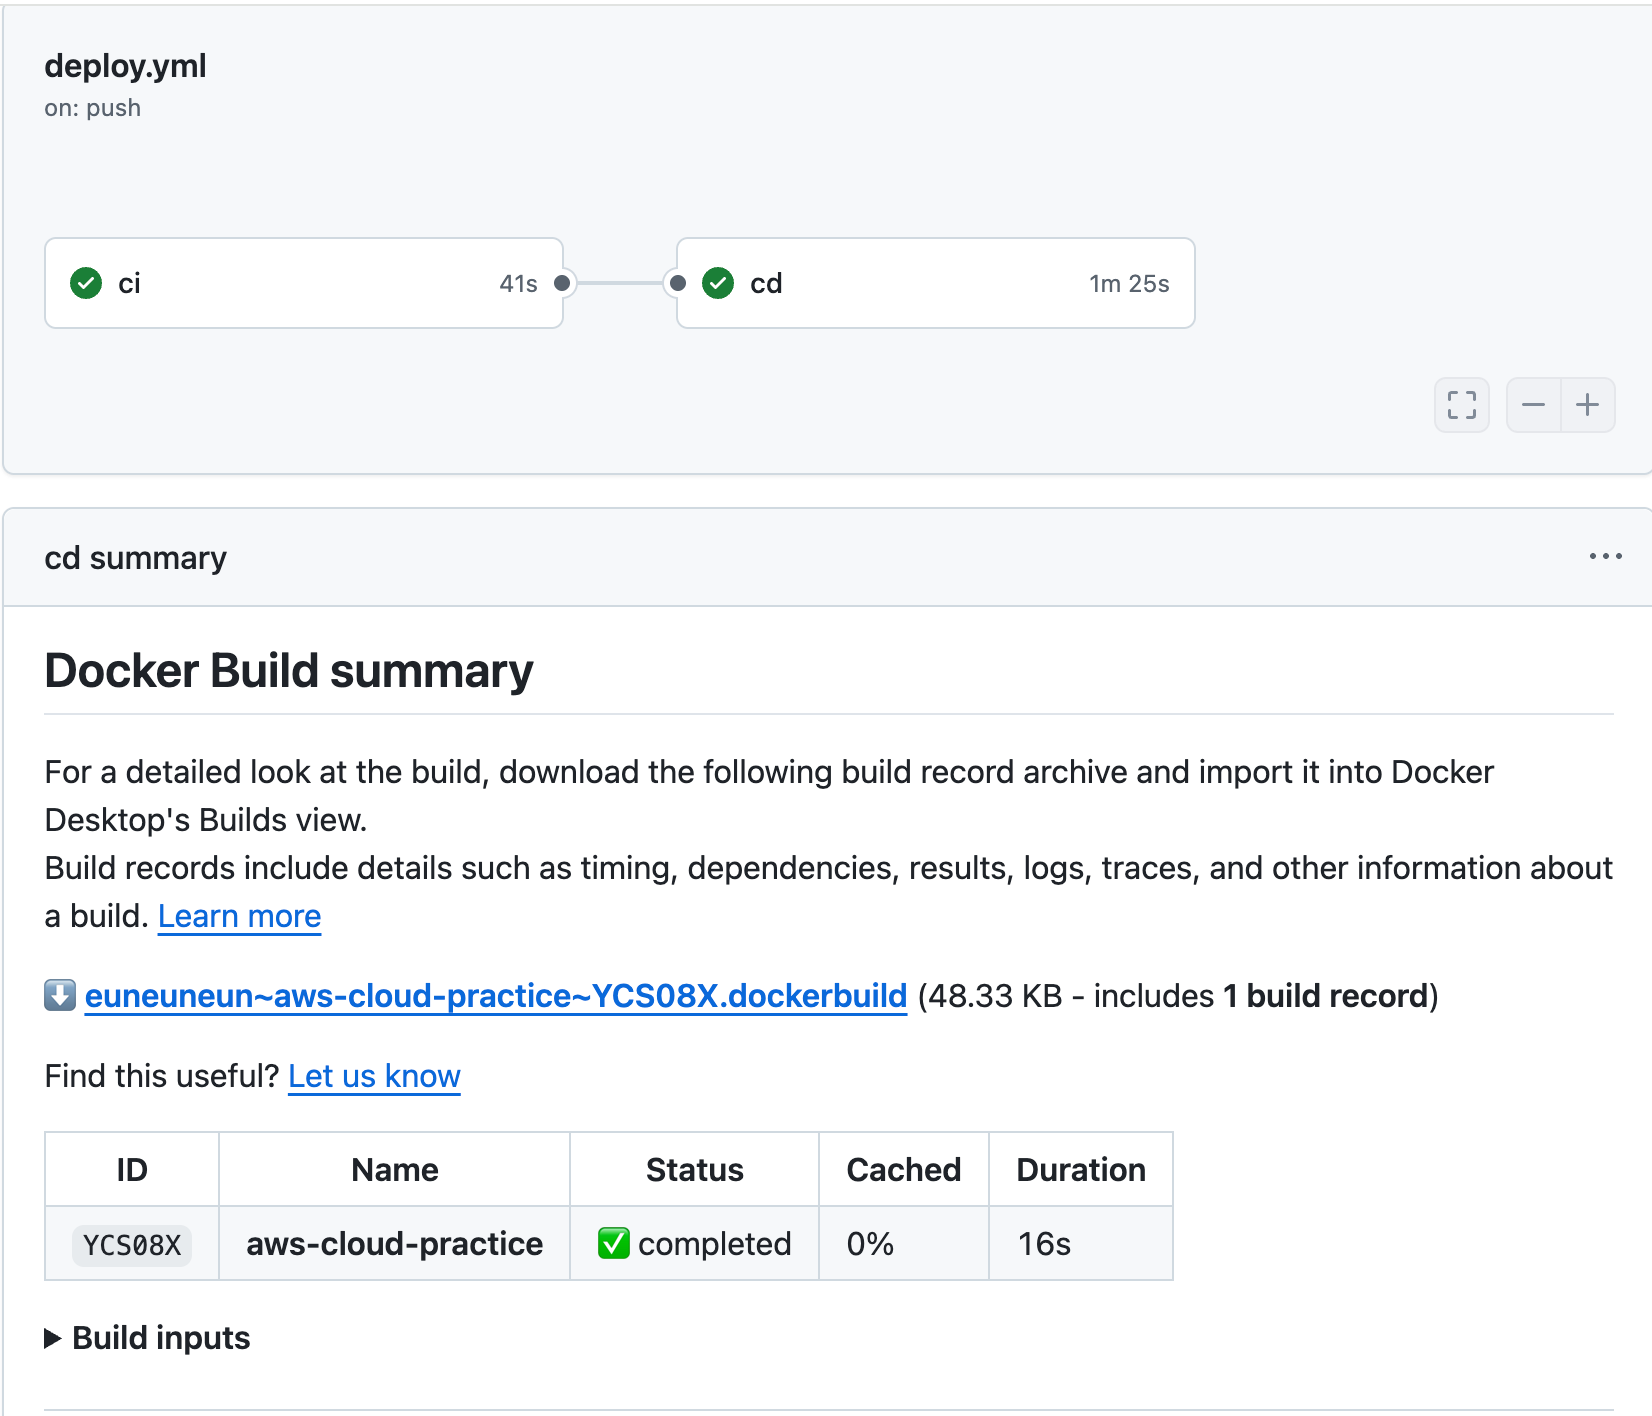 deploy.yml
on: push
ci 41s cd 1m 25s
cd summary
Docker Build summary
For a detailed look at the build, download the following build record archive and import it into Docker
Desktop's Builds view.
Build records include details such as timing, dependencies, results, logs, traces, and other information about
a build. Learn more
euneuneun~aws-cloud-practice~YCS08X.dockerbuild (48.33 KB - includes 1 build record)
Find this useful? Let us know
ID Name Status Cached Duration
YCS08X aws-cloud-practice completed 0% 16s
Build inputs